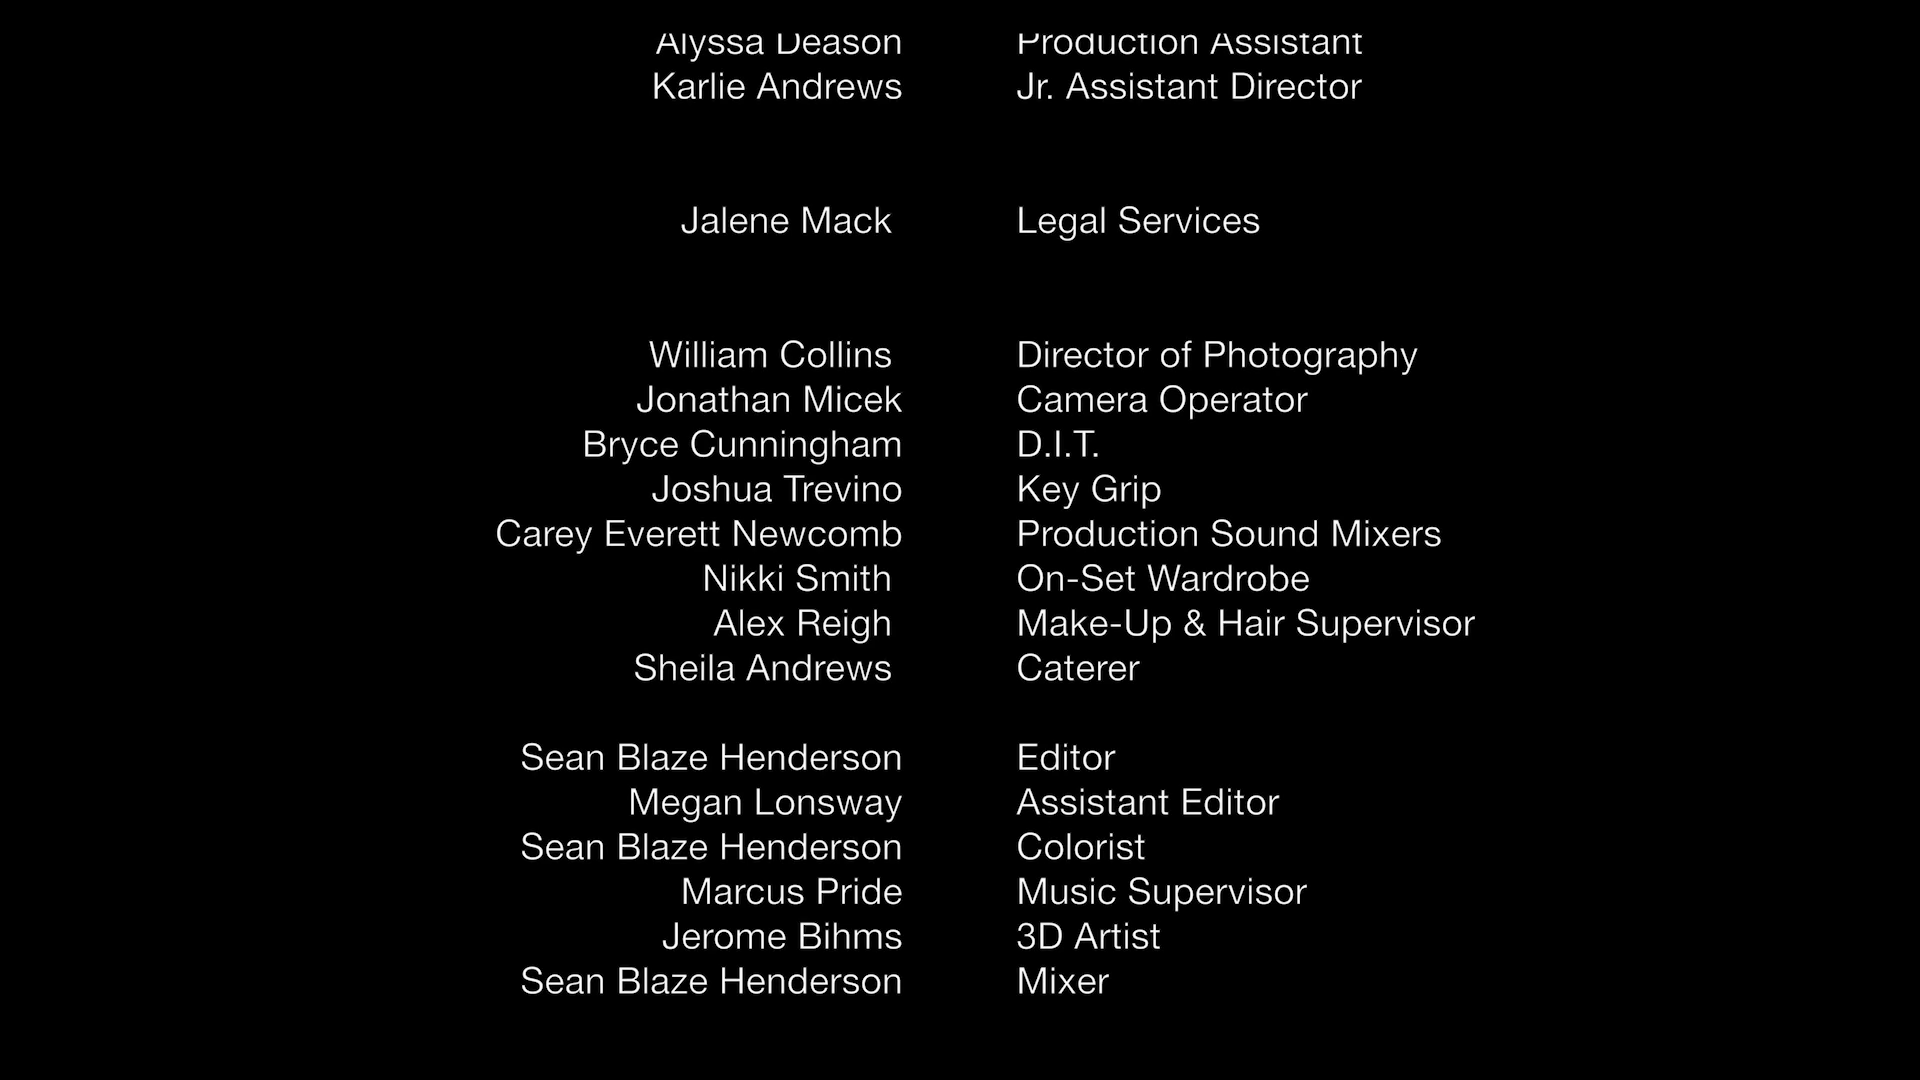 Alyssa Deason Production Assistant
Karlie Andrews Jr. Assistant Director
Jalene Mack Legal Services
William Collins Director of Photography
Jonathan Micek Camera Operator
Bryce Cunningham D.I.T.
Joshua Trevino Key Grip
Carey Everett Newcomb Production Sound Mixers
Nikki Smith On-Set Wardrobe
Alex Reigh Make-Up & Hair Supervisor
Sheila Andrews Caterer
Sean Blaze Henderson Editor
Megan Lonsway Assistant Editor
Sean Blaze Henderson Colorist
Marcus Pride Music Supervisor
Jerome Bihms 3D Artist
Sean Blaze Henderson Mixer